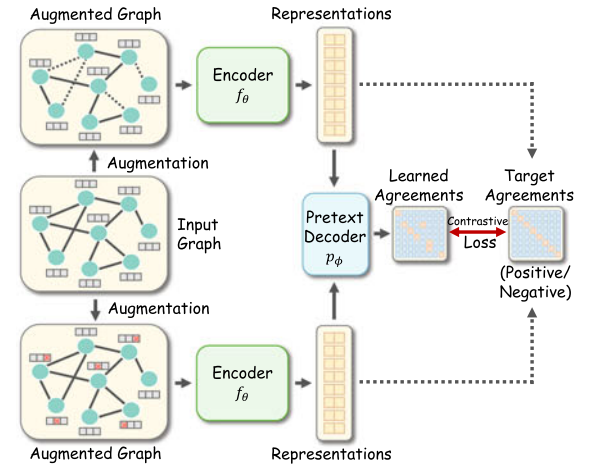 Augmented Graph
Representations
Encoder
fθ
Augmentation
Input
Graph
Pretext
Decoder
pϕ
Learned
Agreements
Contrastive
Loss
Target
Agreements
(Positive/
Negative)
Augmentation
Encoder
fθ
Augmented Graph
Representations